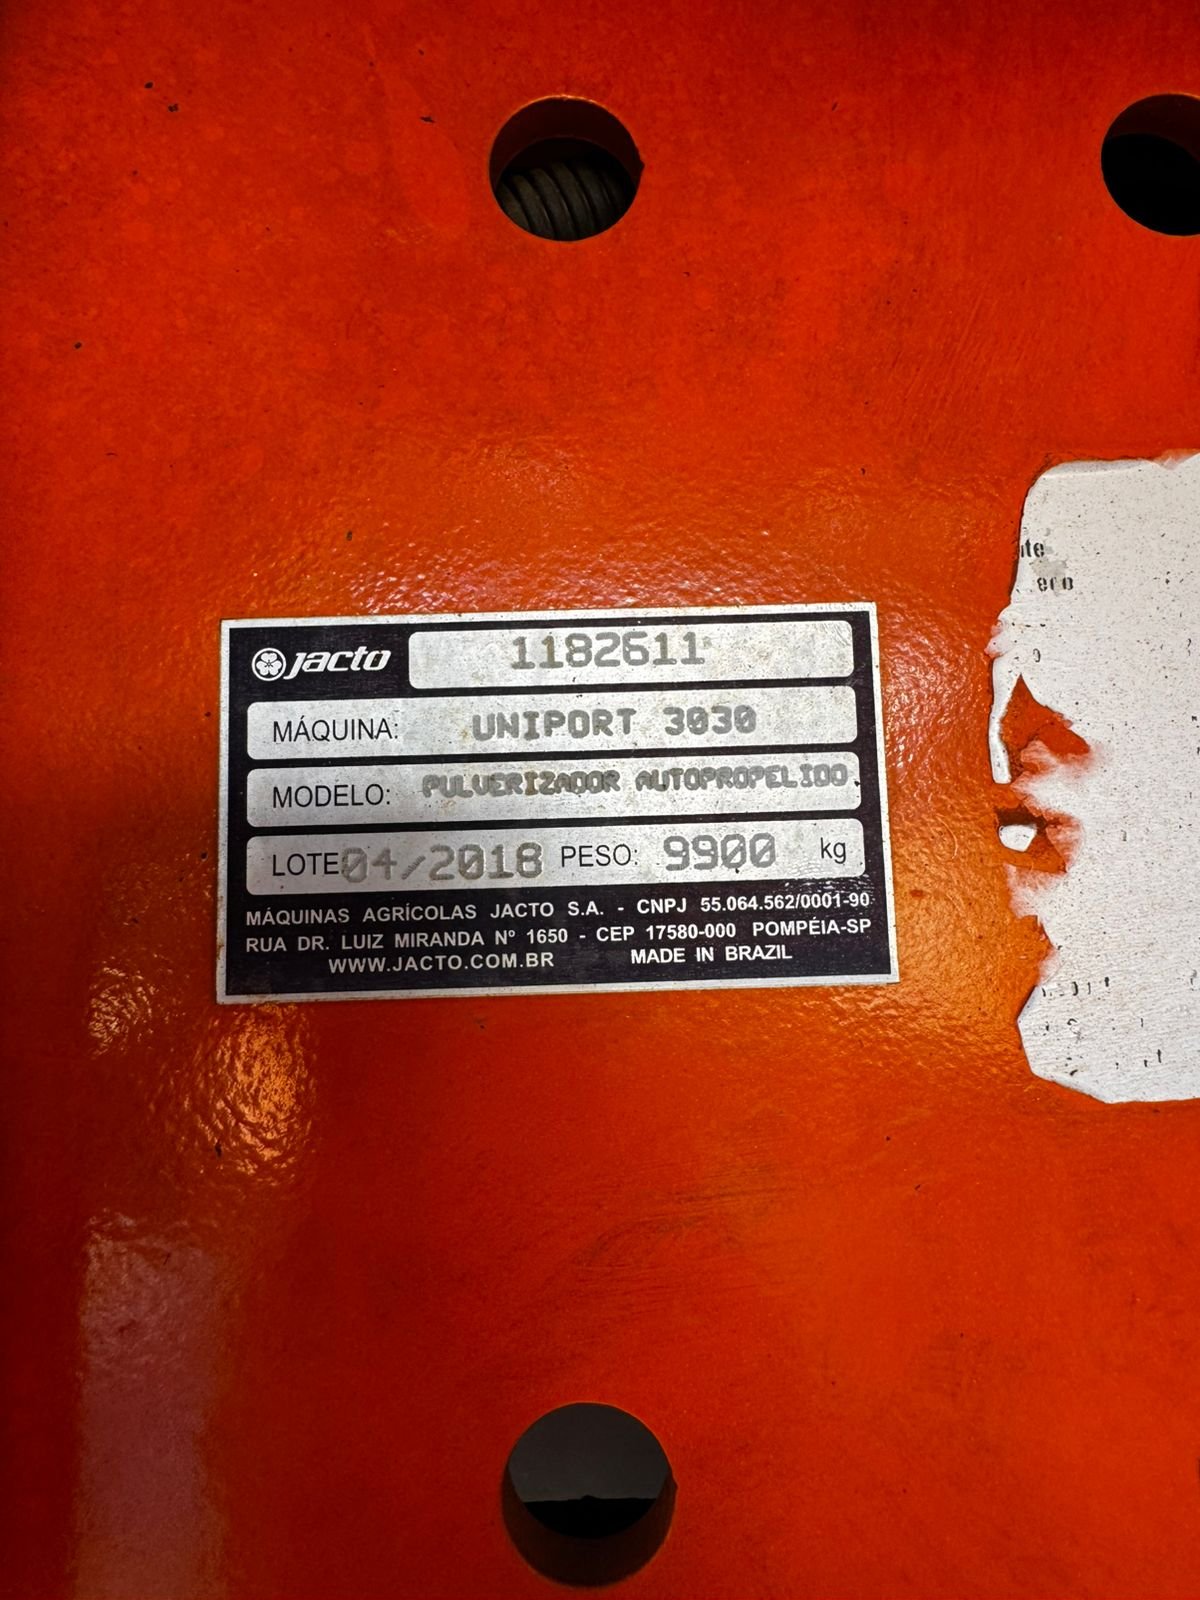 jacto 1182611
MÁQUINA: UNIPORT 3030
MODELO: PULVERIZADOR AUTOPROPELIDO
LOTE 04/2018 PESO: 9900 kg
MÁQUINAS AGRÍCOLAS JACTO S.A. - CNPJ 55.064.562/0001-90
RUA DR. LUIZ MIRANDA Nº 1650 - CEP 17580-000 POMPÉIA-SP
WWW.JACTO.COM.BR MADE IN BRAZIL